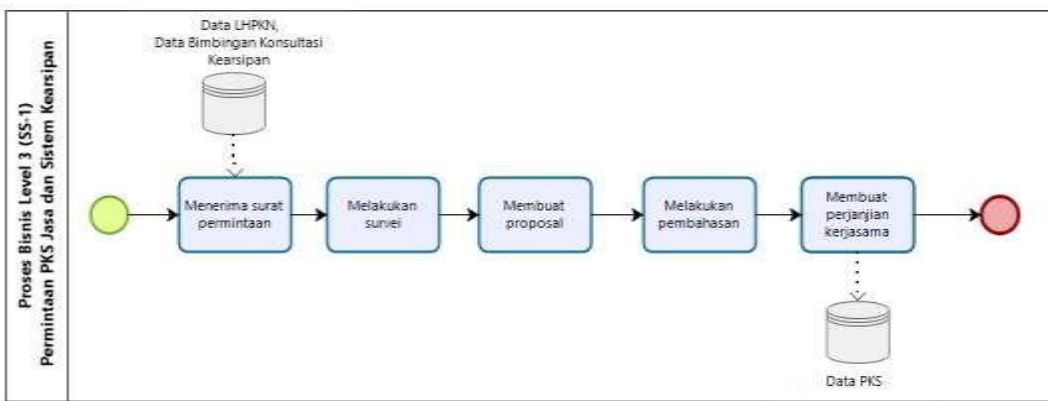 Proses Bisnis Level 3 (SS-1)
Permintaan PKS Jasa dan Sistem Kearsipan
Data LHPKN,
Data Bimbingan Konsultasi
Kearsipan
Menerima surat
permintaan
Melakukan
survei
Membuat
proposal
Melakukan
pembahasan
Membuat
perjanjian
kerjasama
Data PKS